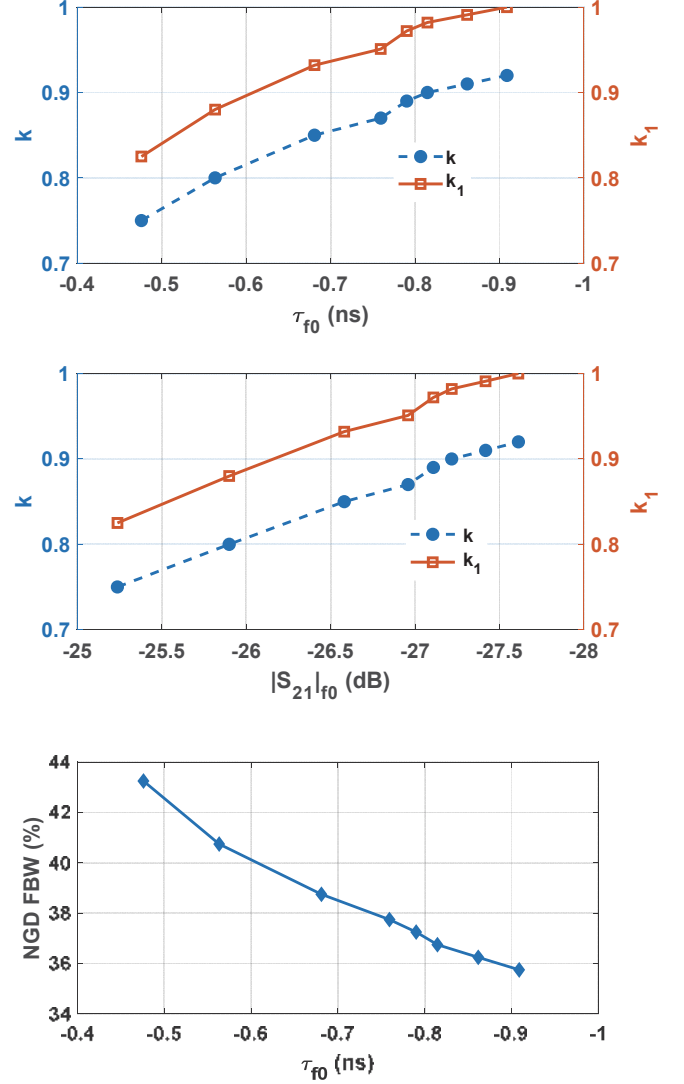 1 1
0.9 0.9
k k1
k
0.8 k1 0.8
0.7 0.7
-0.4 -0.5 -0.6 -0.7 -0.8 -0.9 -1
τf0 (ns)
1 1
0.9 0.9
k k1
k
0.8 k1 0.8
0.7 0.7
-25 -25.5 -26 -26.5 -27 -27.5 -28
|S21|f0 (dB)
44
42
40
NGD FBW (%)
38
36
34
-0.4 -0.5 -0.6 -0.7 -0.8 -0.9 -1
τf0 (ns)